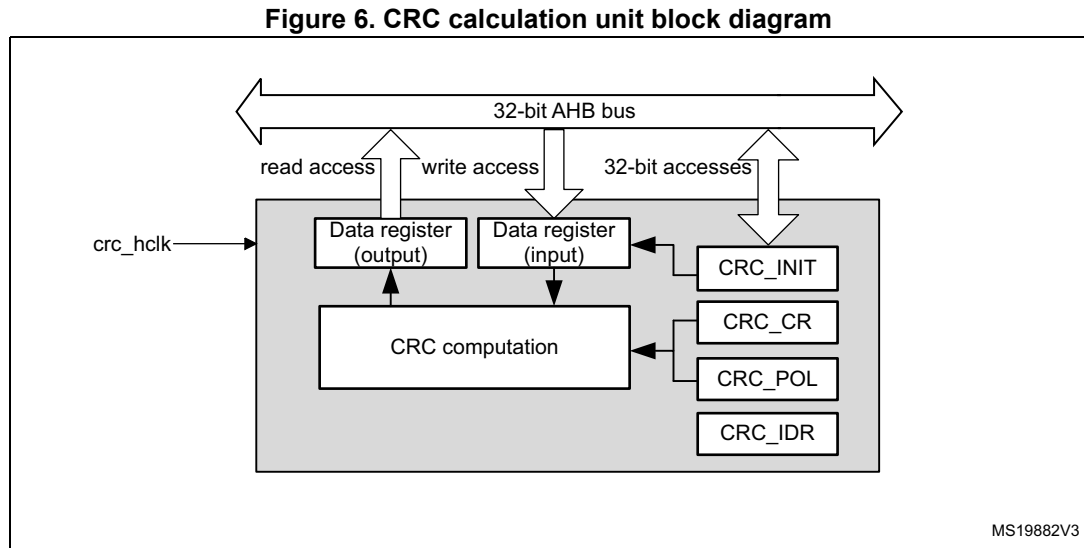 Figure 6. CRC calculation unit block diagram
32-bit AHB bus
read access
write access
32-bit accesses
crc_hclk
Data register
(output)
Data register
(input)
CRC_INIT
CRC computation
CRC_CR
CRC_POL
CRC_IDR
MS19882V3